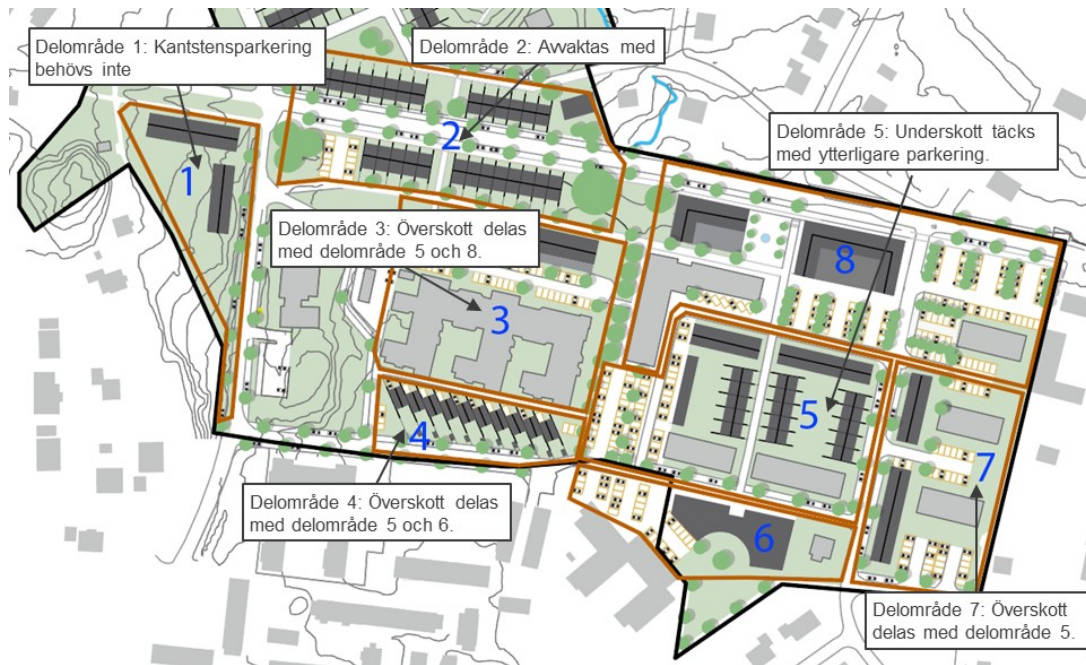 Delområde 1: Kantstensparkering
behövs inte
Delområde 2: Avvaktas med
Delområde 5: Underskott täcks
med ytterligare parkering.
2
1
Delområde 3: Överskott delas
med delområde 5 och 8.
8
3
5
4
7
Delområde 4: Överskott delas
med delområde 5 och 6.
6
Delområde 7: Överskott
delas med delområde 5.